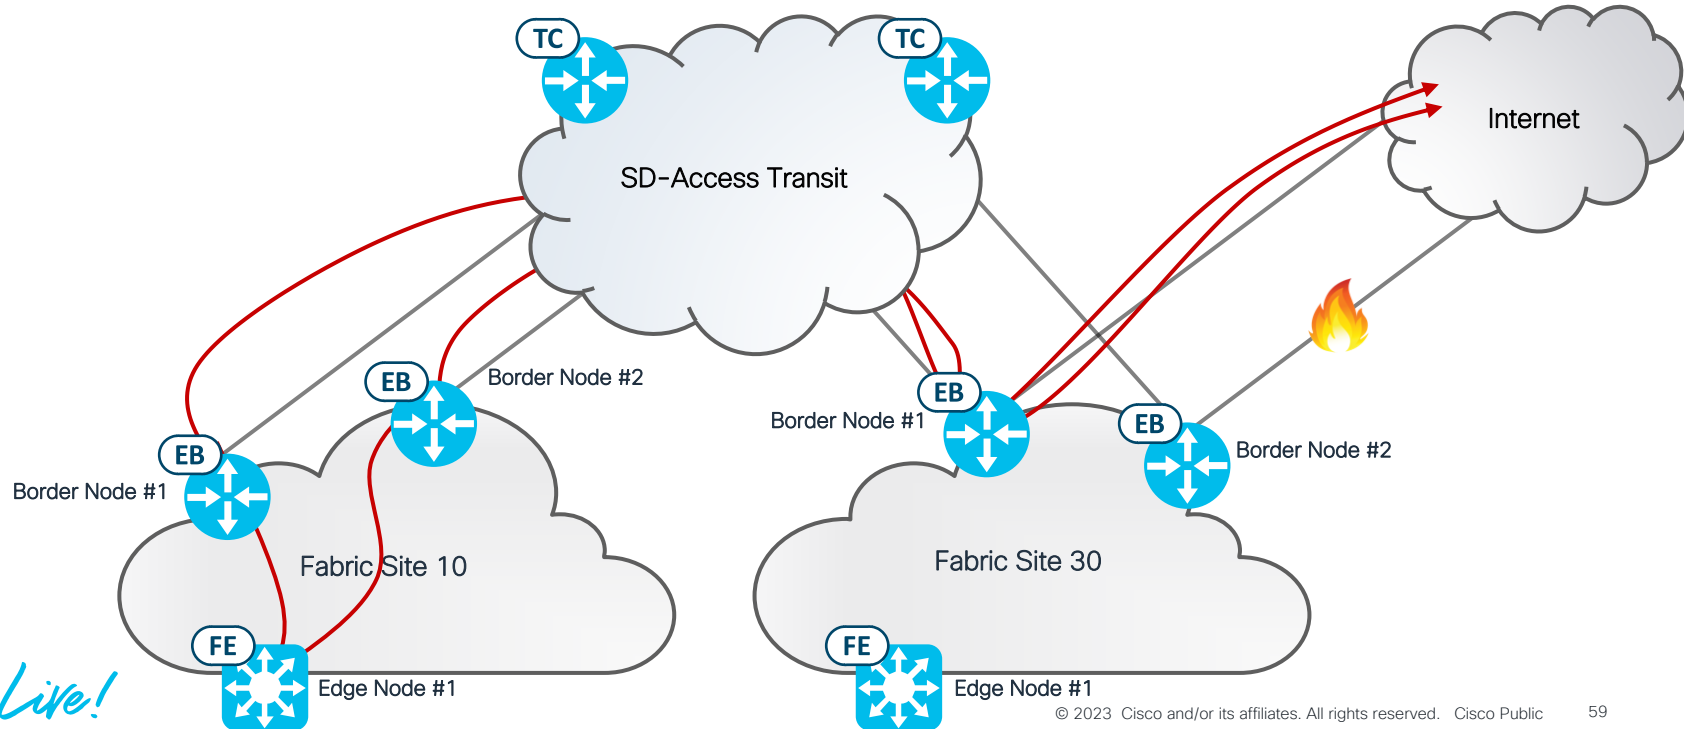 TC
TC
Internet
SD-Access Transit
EB
Border Node #2
EB
Border Node #1
EB
Border Node #2
EB
Border Node #1
Fabric Site 10
Fabric Site 30
FE
Edge Node #1
FE
Edge Node #1
Live!
© 2023 Cisco and/or its affiliates. All rights reserved. Cisco Public 59